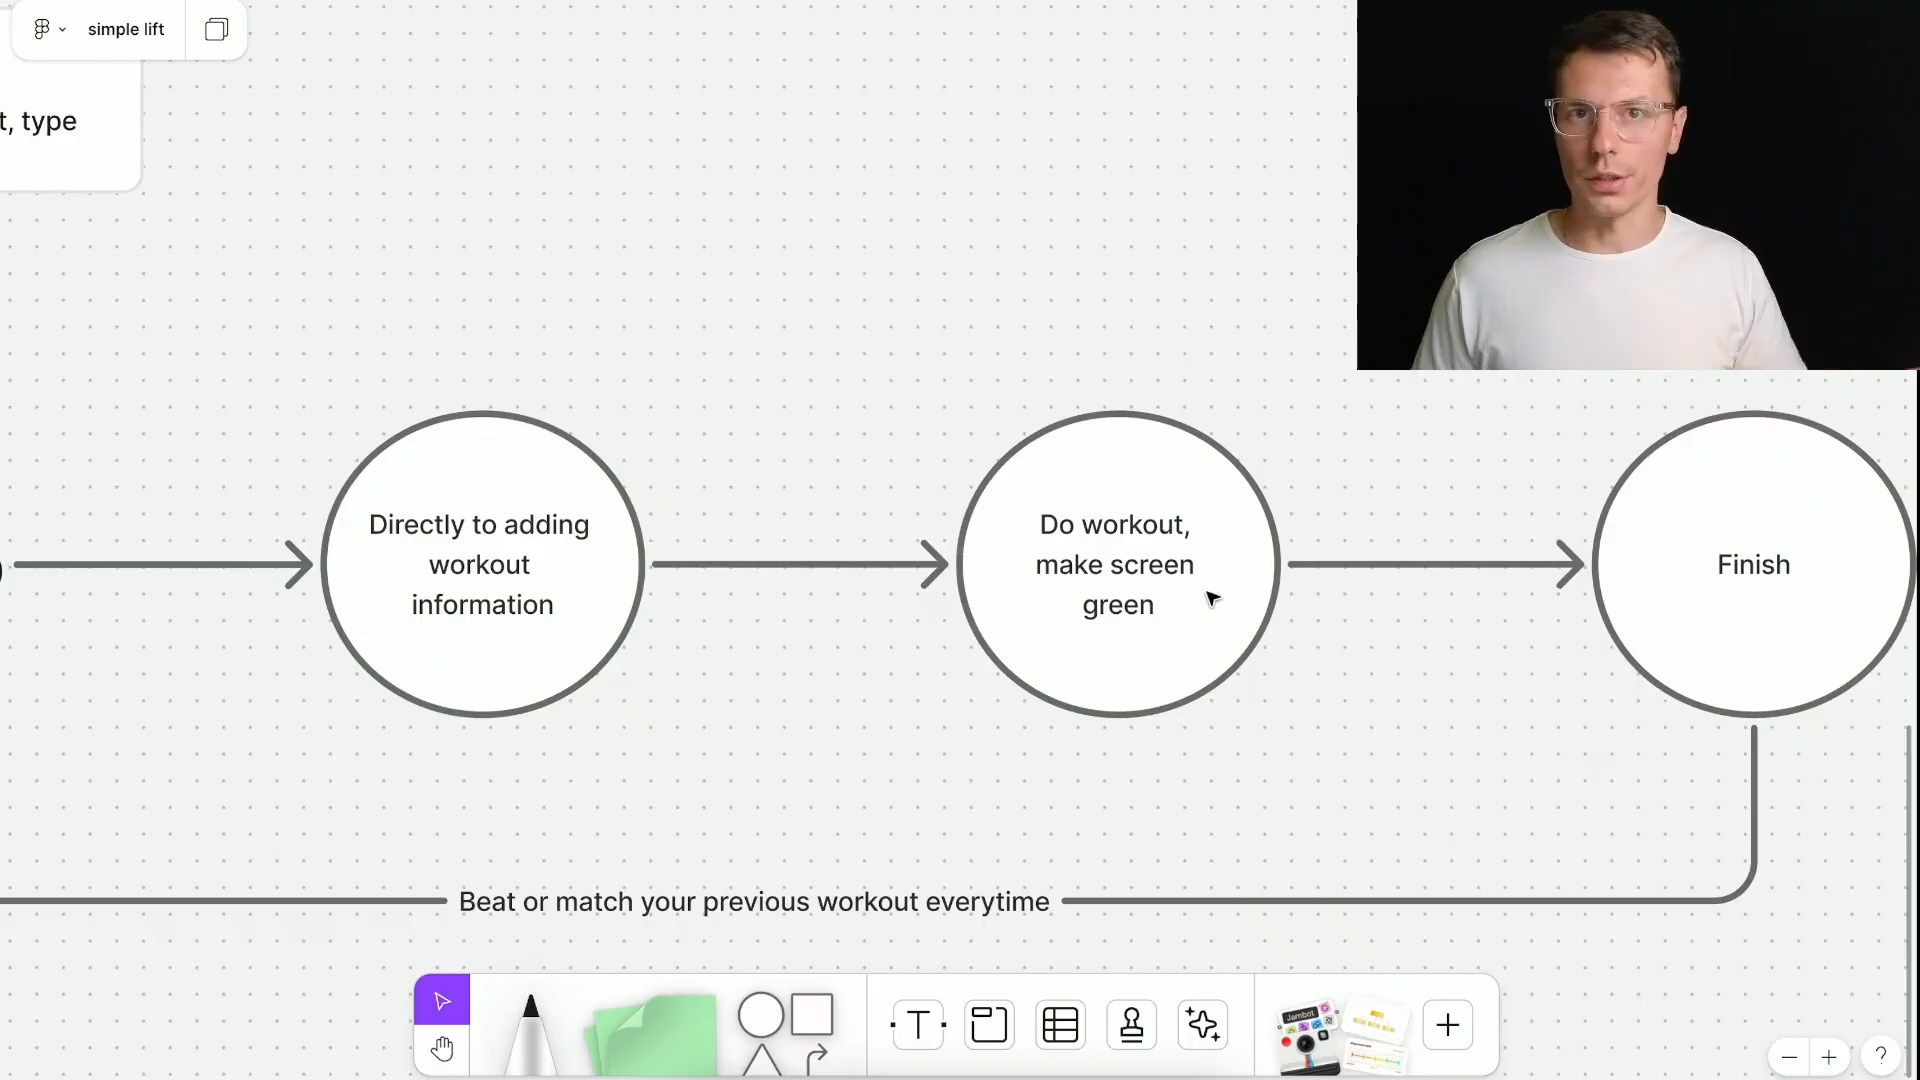 simple lift
t, type
Directly to adding
workout
information
Do workout,
make screen
green
Finish
Beat or match your previous workout everytime
T
Jambot
?